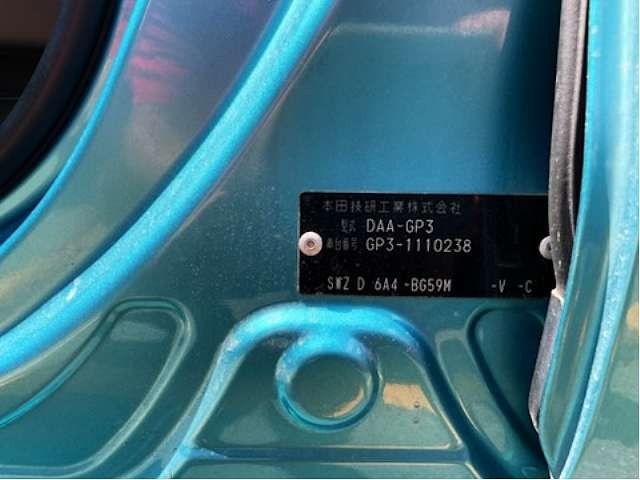 本田技研工業株式会社
型式 DAA-GP3
車台番号 GP3-1110238
SWZ D 6A4 -BG59M -V -C